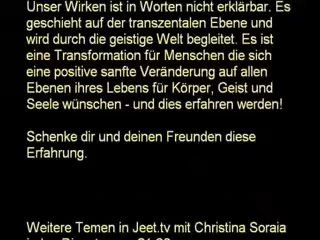 Unser Wirken ist in Worten nicht erklärbar. Es
geschieht auf der transzentalen Ebene und
wird durch die geistige Welt begleitet. Es ist
eine Transformation für Menschen die sich
eine positive sanfte Veränderung auf allen
Ebenen ihres Lebens für Körper, Geist und
Seele wünschen - und dies erfahren werden!
Schenke dir und deinen Freunden diese
Erfahrung.
Weitere Temen in Jeet.tv mit Christina Soraia